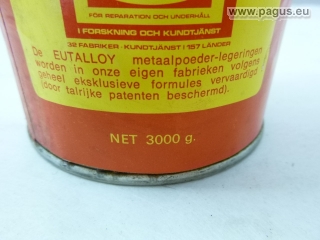 www.pagus.eu
FÖR REPARATION OCH UNDERHÅLL
I FORSKNING OCH KUNDTJÄNST
32 FABRIKER · KUNDTJÄNST I 157 LÄNDER
De EUTALLOY metaalpoeder-legeringen
worden in onze eigen fabrieken volgens
geheel eksklusieve formules vervaardigd
(door talrijke patenten beschermd).
NET 3000 g.